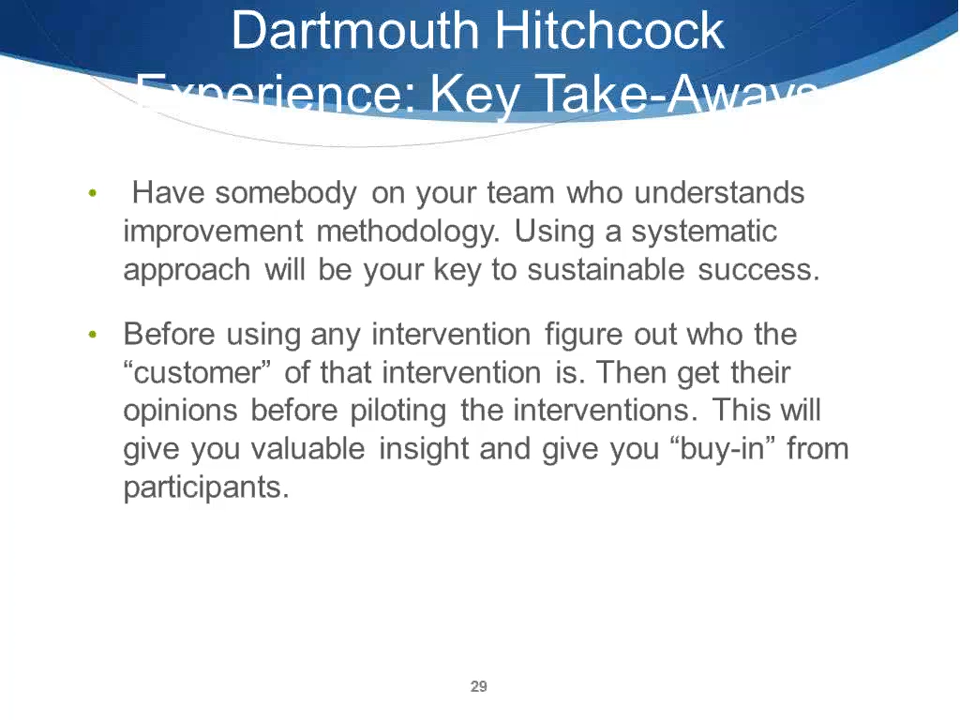 Dartmouth Hitchcock
Experience: Key Take-Aways
• Have somebody on your team who understands
improvement methodology. Using a systematic
approach will be your key to sustainable success.
• Before using any intervention figure out who the
“customer” of that intervention is. Then get their
opinions before piloting the interventions. This will
give you valuable insight and give you “buy-in” from
participants.
29